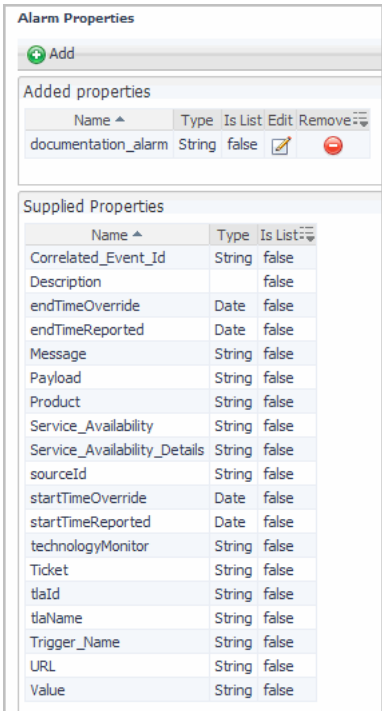 Alarm Properties
Add
Added properties
Name Type Is List Edit Remove
documentation_alarm String false
Supplied Properties
Name Type Is List
Correlated_Event_Id String false
Description false
endTimeOverride Date false
endTimeReported Date false
Message String false
Payload String false
Product String false
Service_Availability String false
Service_Availability_Details String false
sourceId String false
startTimeOverride Date false
startTimeReported Date false
technologyMonitor String false
Ticket String false
tlaId String false
tlaName String false
Trigger_Name String false
URL String false
Value String false